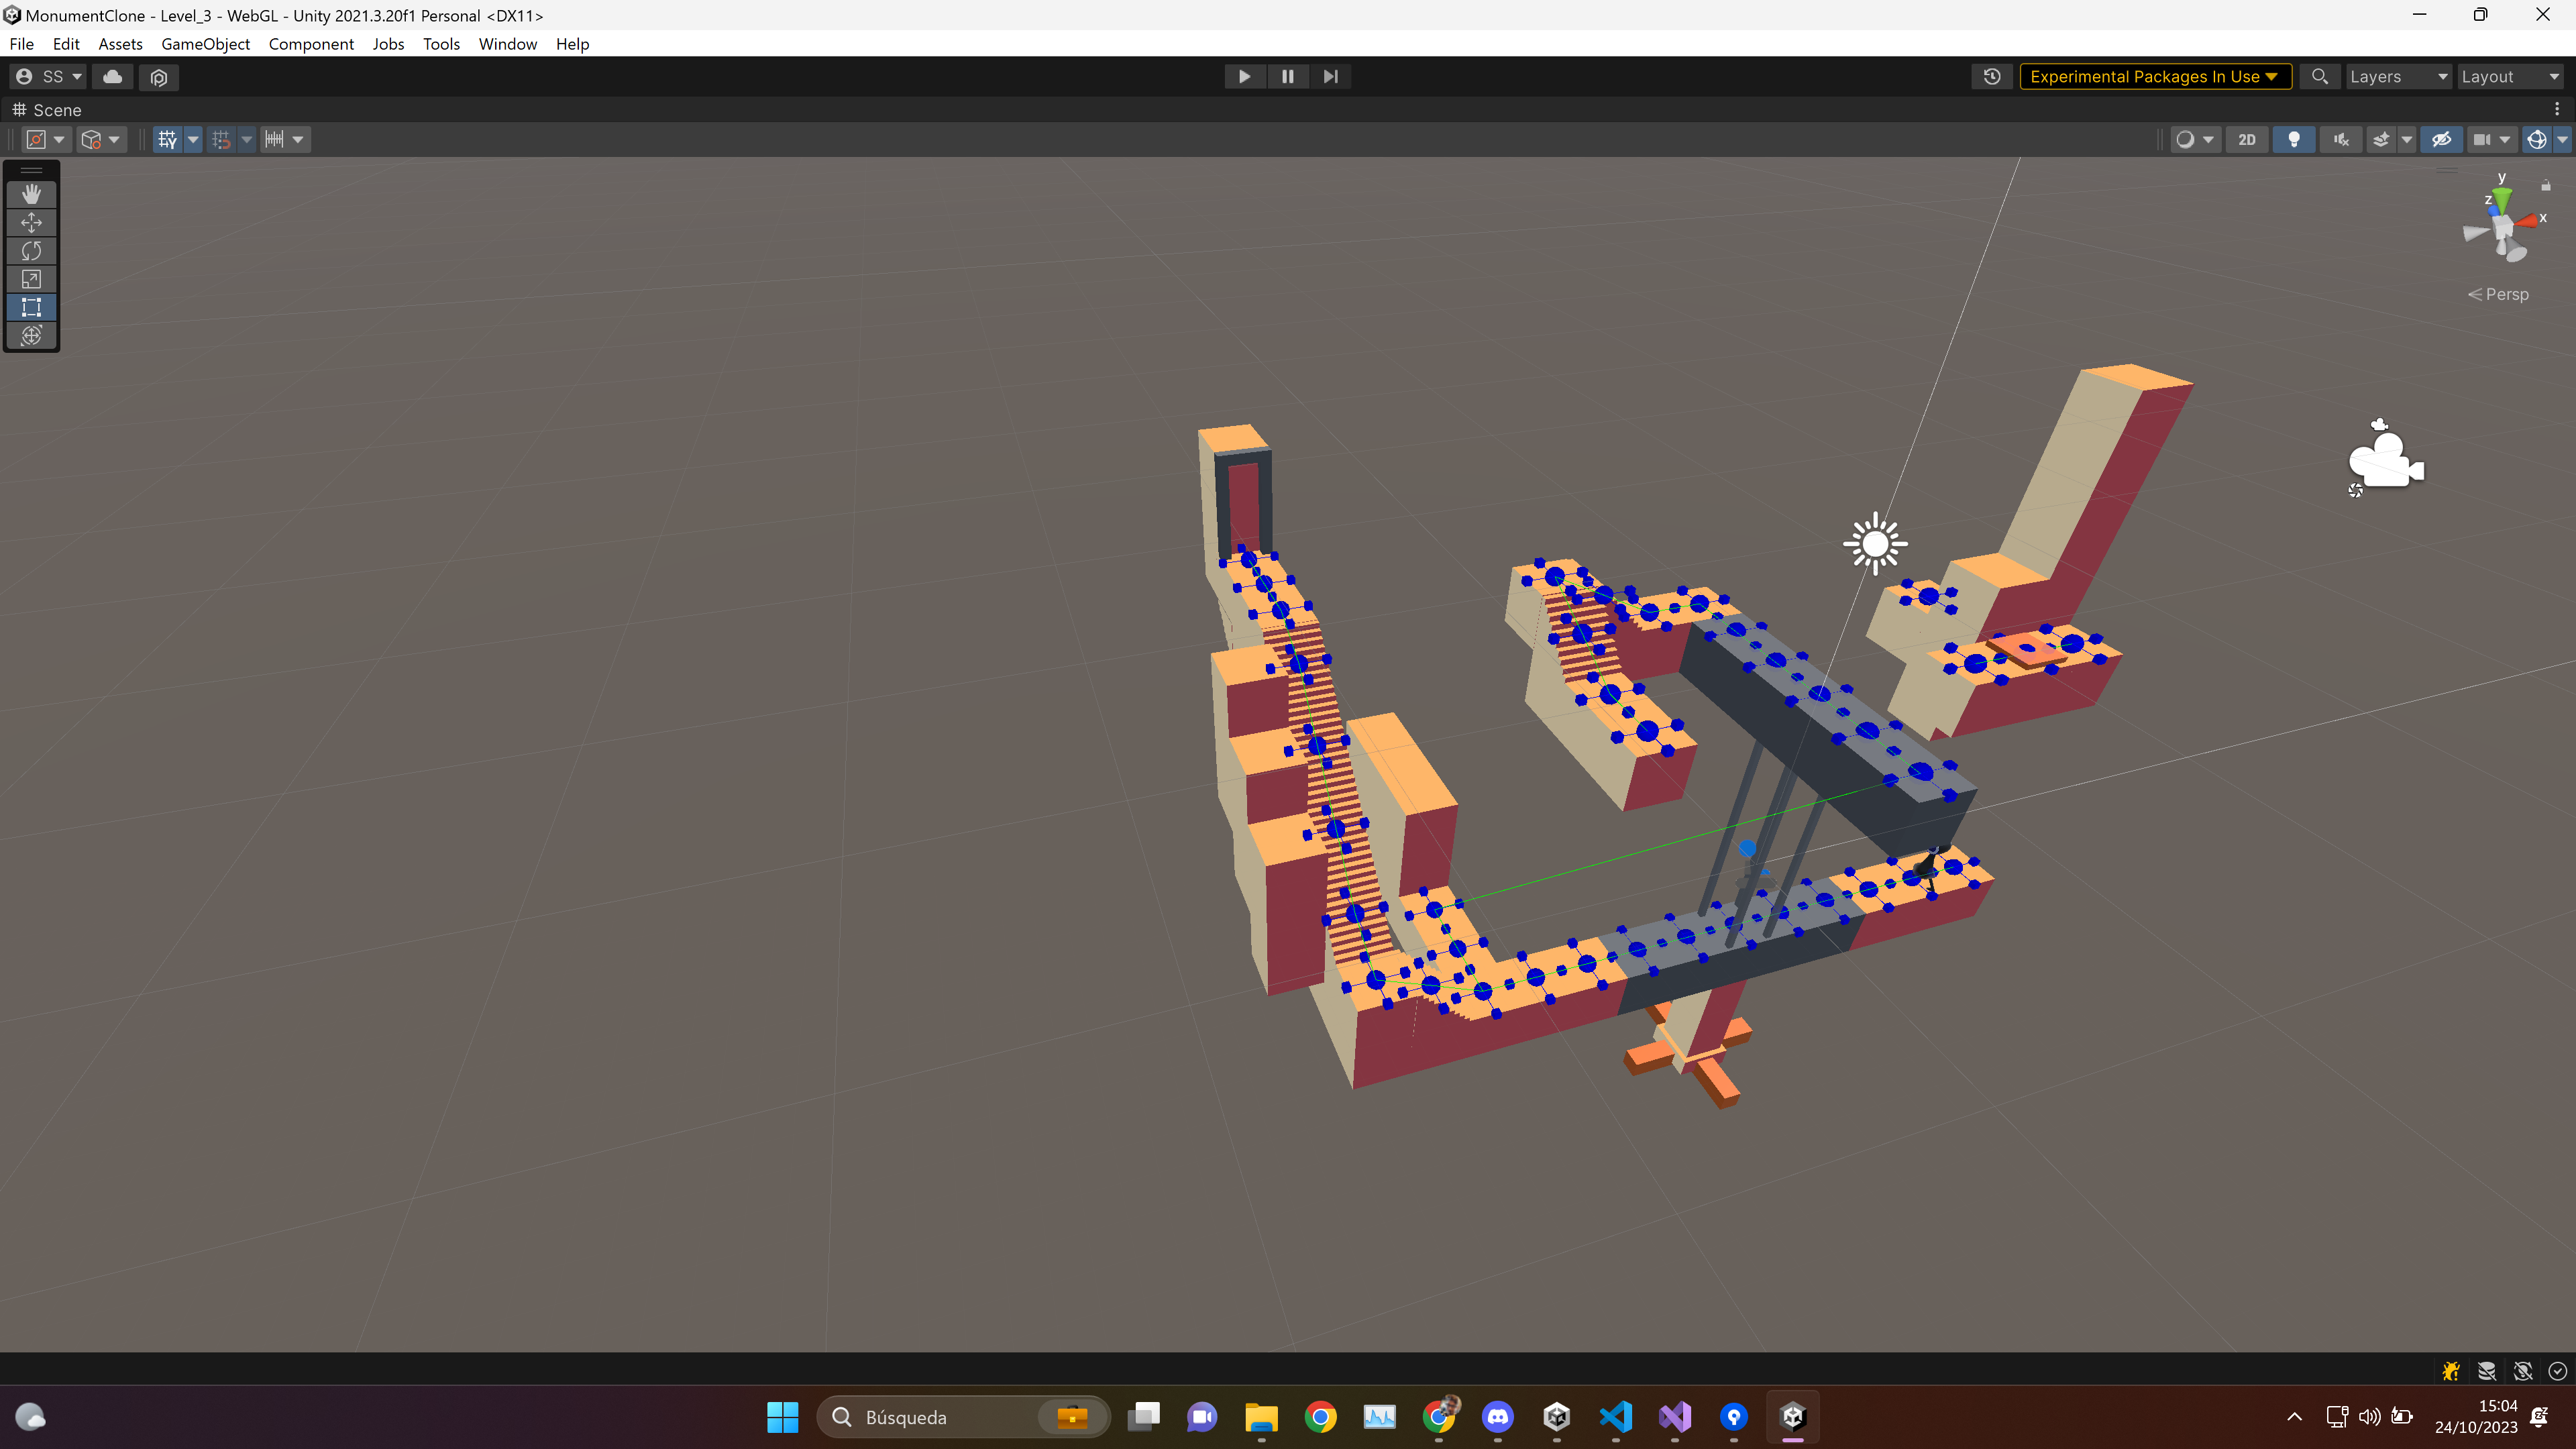 MonumentClone - Level_3 - WebGL - Unity 2021.3.20f1 Personal <DX11>
File Edit Assets GameObject Component Jobs Tools Window Help
SS Experimental Packages In Use Layers Layout
Scene
2D
y
z x
Persp
Búsqueda
15:04
24/10/2023